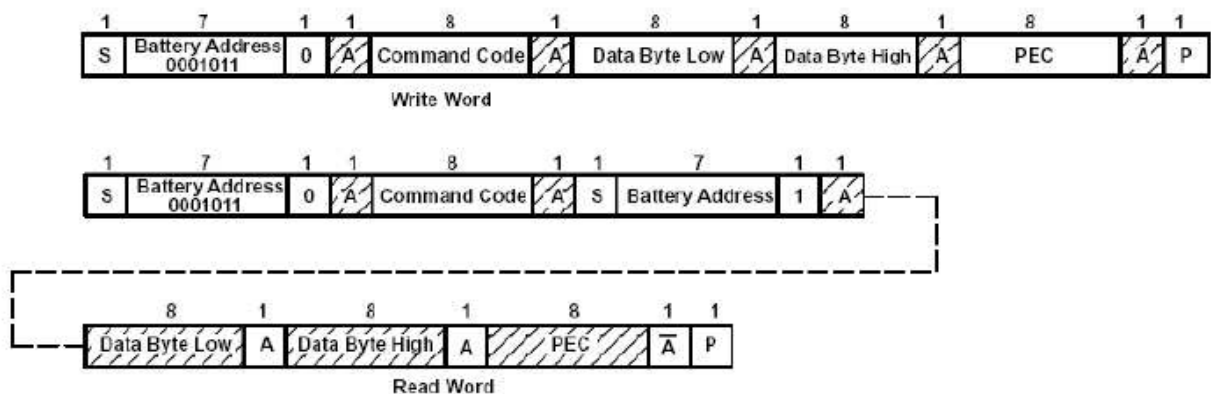 1 7 1 1 8 1 8 1 8 1 8 1 1
S Battery Address 0001011 0 A Command Code A Data Byte Low A Data Byte High A PEC A P
Write Word
1 7 1 1 8 1 1 7 1 1
S Battery Address 0001011 0 A Command Code A S Battery Address 1 A
8 1 8 1 8 1 1
Data Byte Low A Data Byte High A PEC A̅ P
Read Word